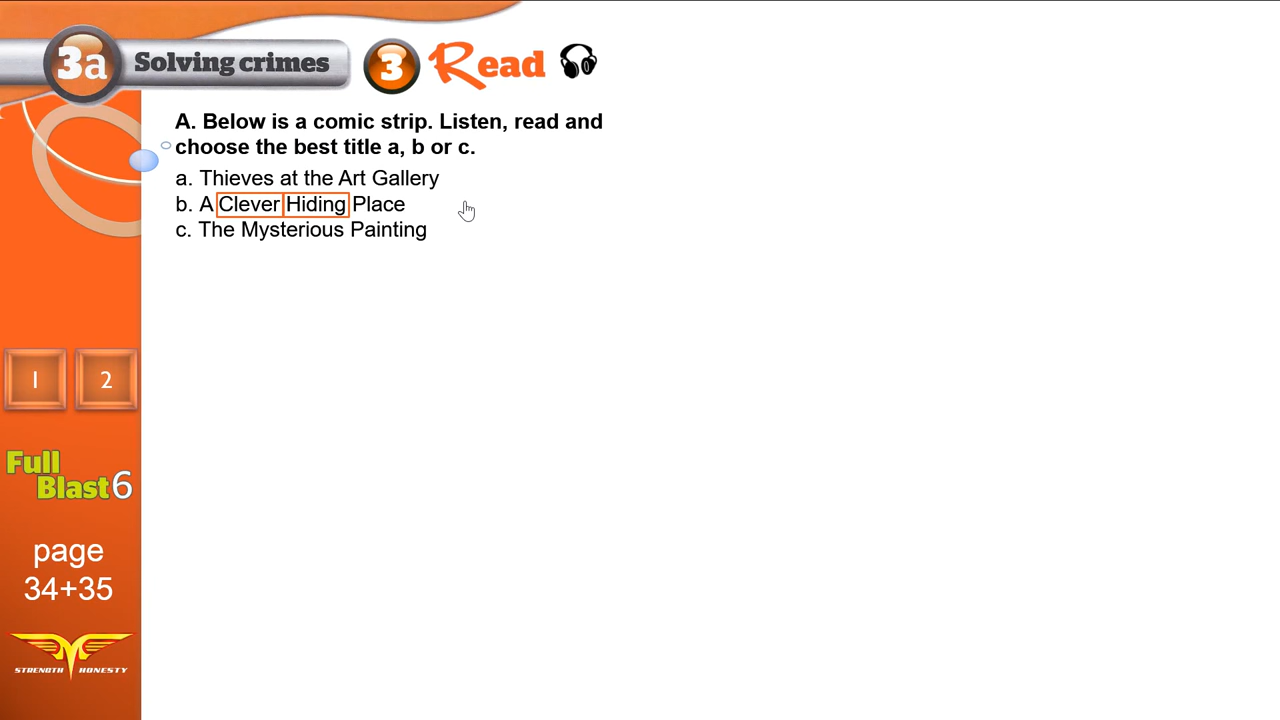 3a Solving crimes 3 Read
A. Below is a comic strip. Listen, read and
choose the best title a, b or c.
a. Thieves at the Art Gallery
b. A Clever Hiding Place
c. The Mysterious Painting
1 2
Full
Blast 6
page
34+35
STRENGTH HONESTY